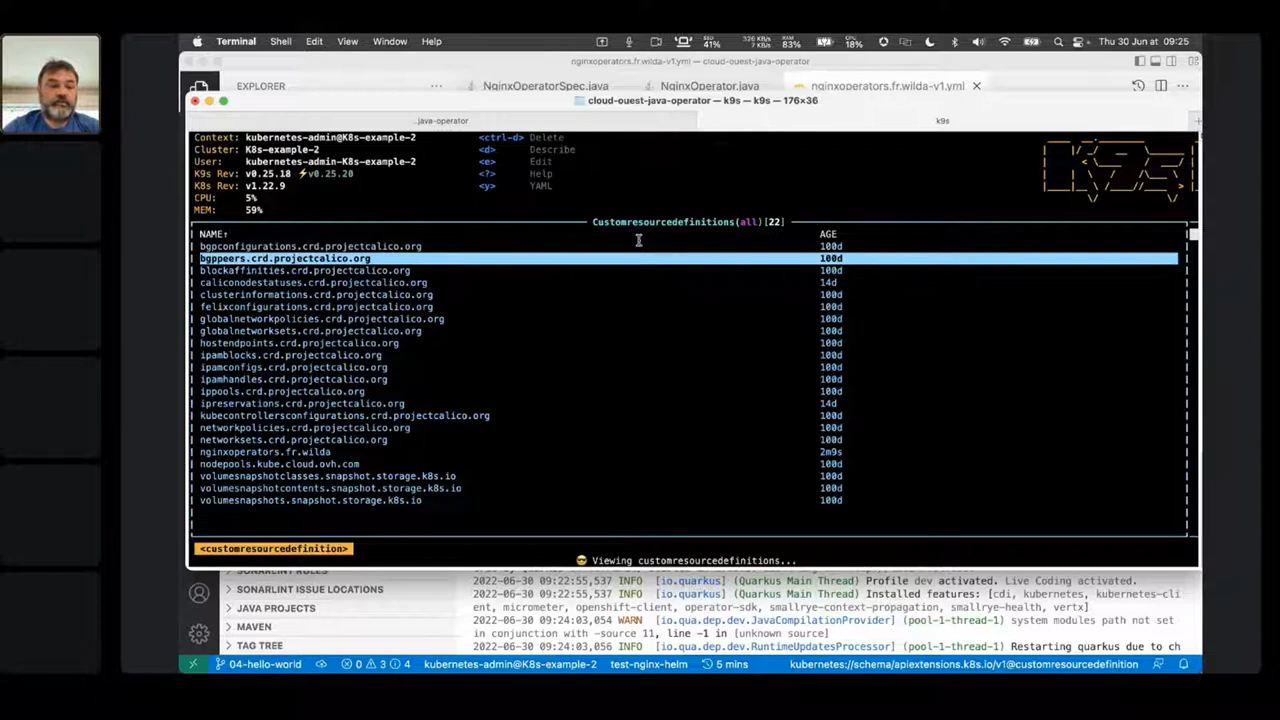 Terminal Shell Edit View Window Help
SSD 41% 326 KB/s 7 KB/s RAM 83% CPU 18% Thu 30 Jun at 09:25
nginxoperators.fr.wilda-v1.yml — cloud-ouest-java-operator
EXPLORER ··· NginxOperatorSpec.java NginxOperator.java nginxoperators.fr.wilda-v1.yml
cloud-ouest-java-operator — k9s ‹ k9s — 176×36
..java-operator k9s
Context: kubernetes-admin@K8s-example-2 <ctrl-d> Delete
Cluster: K8s-example-2 <d> Describe
User: kubernetes-admin-K8s-example-2 <e> Edit
K9s Rev: v0.25.18 ⚡v0.25.20 <?> Help
K8s Rev: v1.22.9 <y> YAML
CPU: 5%
MEM: 59%
Customresourcedefinitions(all)[22]
NAME↑ AGE
bgpconfigurations.crd.projectcalico.org 100d
bgppeers.crd.projectcalico.org 100d
blockaffinities.crd.projectcalico.org 100d
caliconodestatuses.crd.projectcalico.org 14d
clusterinformations.crd.projectcalico.org 100d
felixconfigurations.crd.projectcalico.org 100d
globalnetworkpolicies.crd.projectcalico.org 100d
globalnetworksets.crd.projectcalico.org 100d
hostendpoints.crd.projectcalico.org 100d
ipamblocks.crd.projectcalico.org 100d
ipamconfigs.crd.projectcalico.org 100d
ipamhandles.crd.projectcalico.org 100d
ippools.crd.projectcalico.org 100d
ipreservations.crd.projectcalico.org 14d
kubecontrollersconfigurations.crd.projectcalico.org 100d
networkpolicies.crd.projectcalico.org 100d
networksets.crd.projectcalico.org 100d
nginxoperators.fr.wilda 2m9s
nodepools.kube.cloud.ovh.com 100d
volumesnapshotclasses.snapshot.storage.k8s.io 100d
volumesnapshotcontents.snapshot.storage.k8s.io 100d
volumesnapshots.snapshot.storage.k8s.io 100d
<customresourcedefinition>
😎 Viewing customresourcedefinitions...
SONARLINT ISSUE LOCATIONS
JAVA PROJECTS
MAVEN
TAG TREE
2022-06-30 09:22:55,537 INFO [io.quarkus] (Quarkus Main Thread) Profile dev activated. Live Coding activated.
2022-06-30 09:22:55,537 INFO [io.quarkus] (Quarkus Main Thread) Installed features: [cdi, kubernetes, kubernetes-cli
ent, micrometer, openshift-client, operator-sdk, smallrye-context-propagation, smallrye-health, vertx]
2022-06-30 09:24:03,054 WARN [io.qua.dep.dev.JavaCompilationProvider] (pool-1-thread-1) system modules path not set
in conjunction with -source 11, line -1 in [unknown source]
2022-06-30 09:24:03,056 INFO [io.qua.dep.dev.RuntimeUpdatesProcessor] (pool-1-thread-1) Restarting quarkus due to ch
04-hello-world 0 3 4 kubernetes-admin@K8s-example-2 test-nginx-helm 5 mins kubernetes://schema/apiextensions.k8s.io/v1@customresourcedefinition